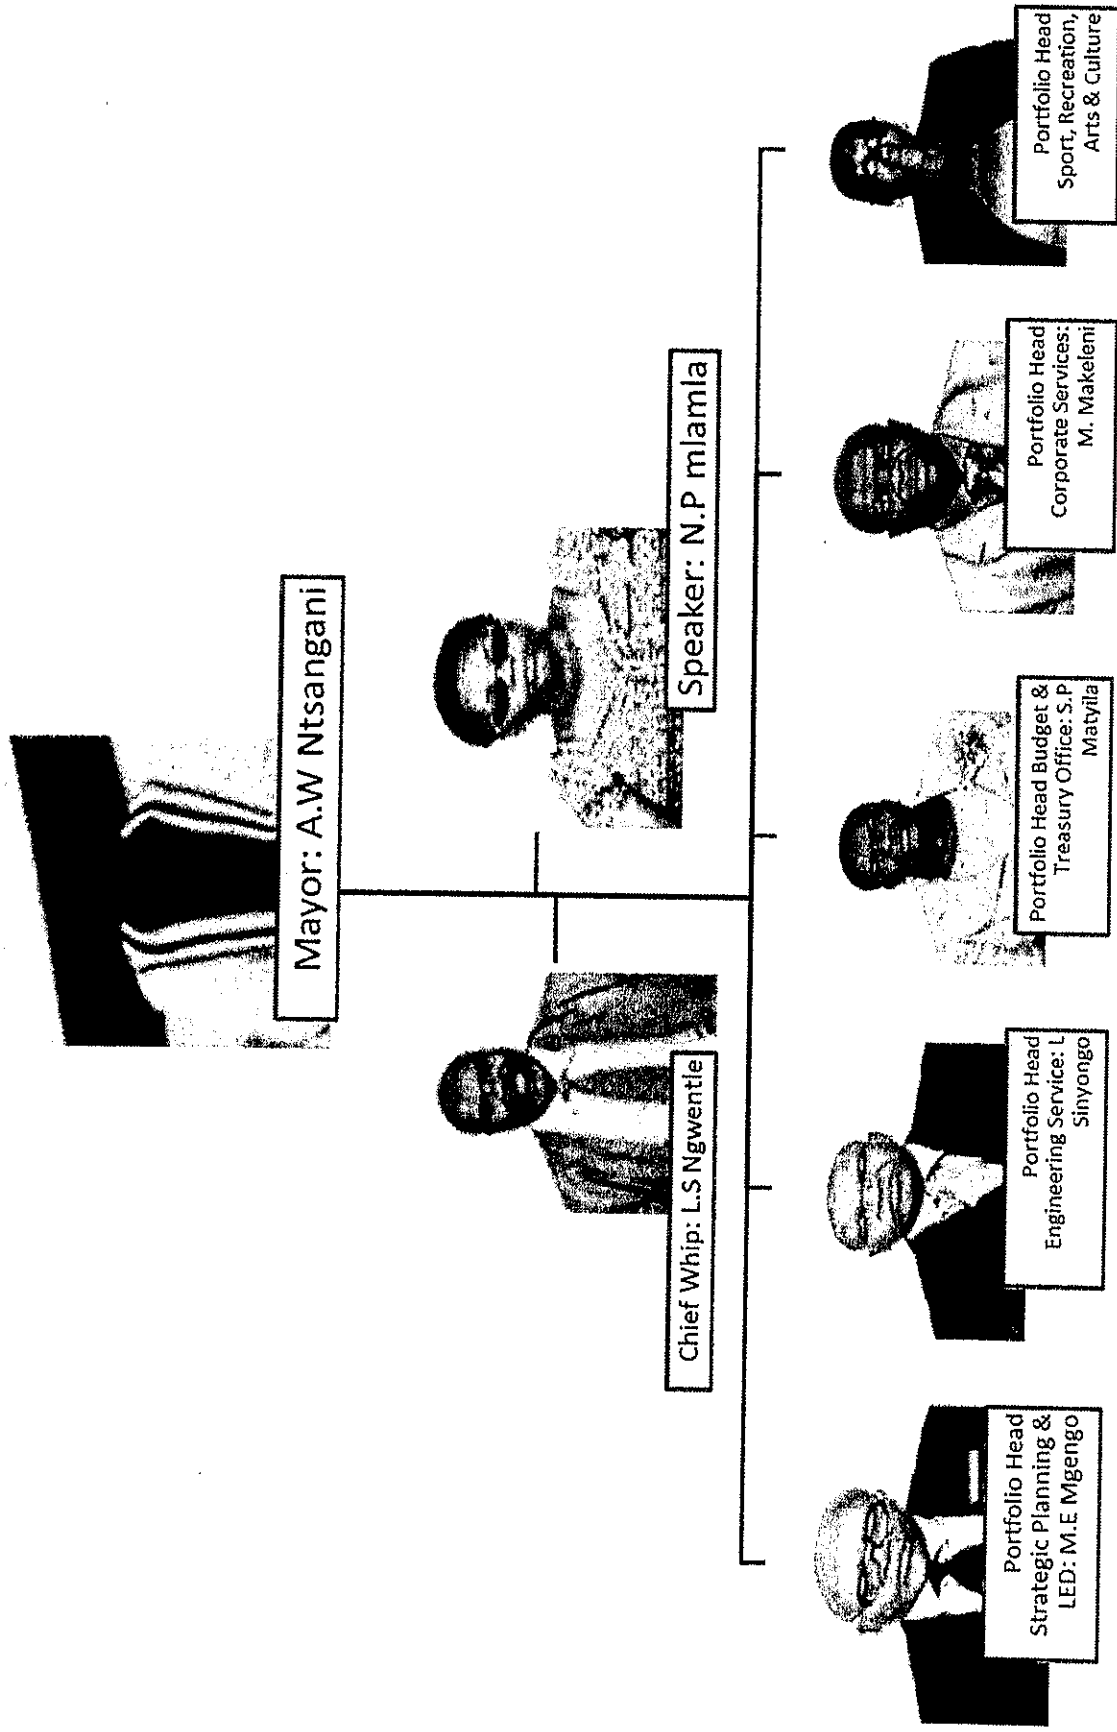 Mayor: A.W Ntsangani
Chief Whip: L.S Ngwentle
Speaker: N.P mlamla
Portfolio Head
Strategic Planning &
LED: M.E Mgengo
Portfolio Head
Engineering Service: L
Sinyongo
Portfolio Head Budget &
Treasury Office: S.P
Matyila
Portfolio Head
Corporate Services:
M. Makeleni
Portfolio Head
Sport, Recreation,
Arts & Culture